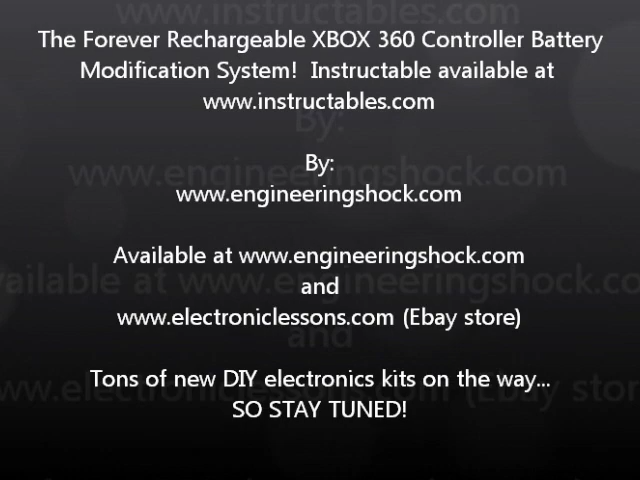 The Forever Rechargeable XBOX 360 Controller Battery
Modification System!  Instructable available at
www.instructables.com
By:
www.engineeringshock.com
Available at www.engineeringshock.com
and
www.electroniclessons.com (Ebay store)
Tons of new DIY electronics kits on the way...
SO STAY TUNED!